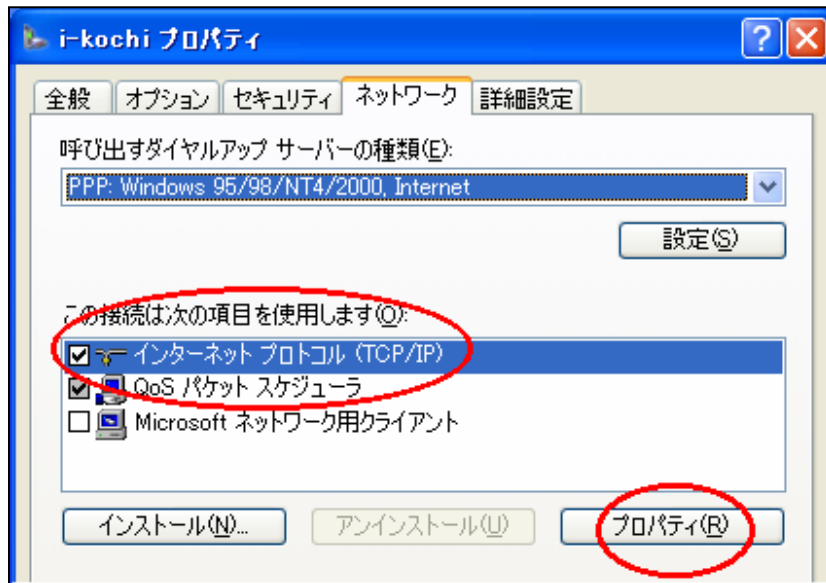 i-kochi プロパティ
全般 オプション セキュリティ ネットワーク 詳細設定
呼び出すダイヤルアップ サーバーの種類(E):
PPP: Windows 95/98/NT4/2000, Internet
設定(S)
この接続は次の項目を使用します(O):
インターネット プロトコル (TCP/IP)
QoS パケット スケジューラ
Microsoft ネットワーク用クライアント
インストール(N)... アンインストール(U) プロパティ(R)